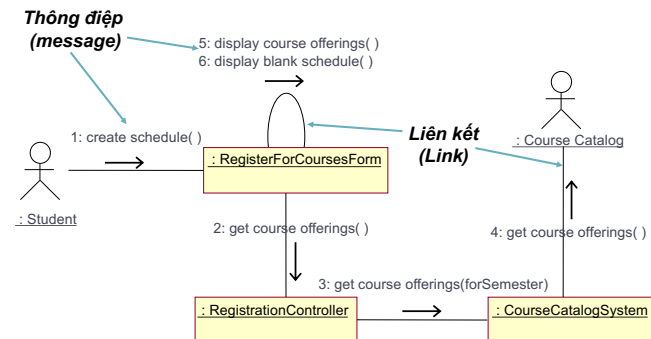 Thông điệp
(message)
5: display course offerings( )
6: display blank schedule( )
1: create schedule( )
Liên kết
(Link)
: Course Catalog
: RegisterForCoursesForm
: Student
2: get course offerings( )
4: get course offerings( )
3: get course offerings(forSemester)
: RegistrationController
: CourseCatalogSystem